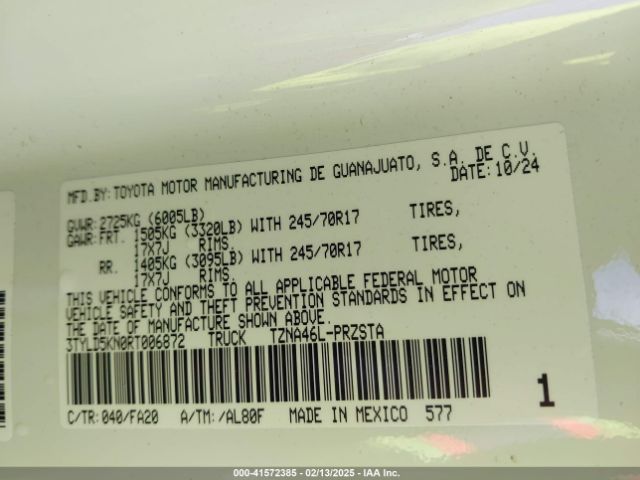 MFD.BY:TOYOTA MOTOR MANUFACTURING DE GUANAJUATO, S.A. DE C.V.
DATE:10/24
GVWR:2725KG (6005LB)
GAWR:FRT. 1505KG (3320LB) WITH 245/70R17 TIRES,
17X7J RIMS,
RR. 1405KG (3095LB) WITH 245/70R17 TIRES,
17X7J RIMS.
THIS VEHICLE CONFORMS TO ALL APPLICABLE FEDERAL MOTOR
VEHICLE SAFETY AND THEFT PREVENTION STANDARDS IN EFFECT ON
THE DATE OF MANUFACTURE SHOWN ABOVE.
3TYLD5KN0RT006872 TRUCK TZNA46L-PRZSTA
C/TR:040/FA20 A/TM:/AL80F MADE IN MEXICO 577
1
000-41572385 - 02/13/2025 - IAA Inc.